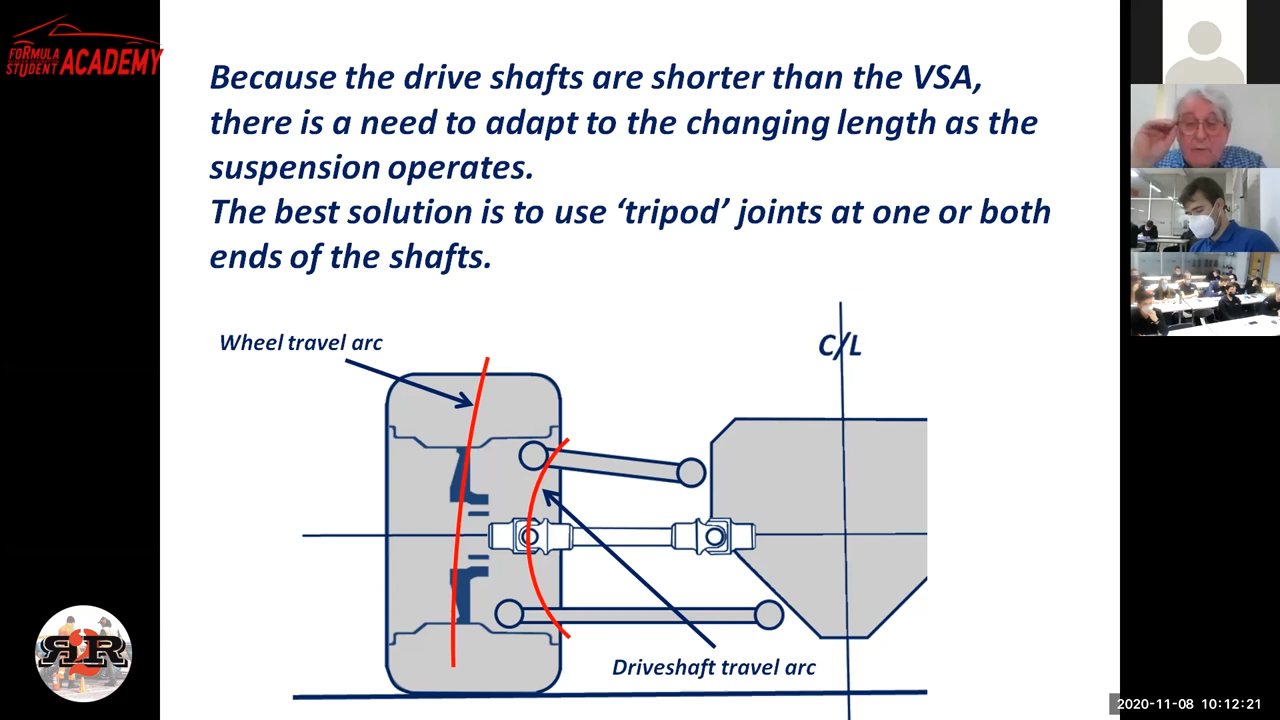 FORMULA
STUDENT ACADEMY
Because the drive shafts are shorter than the VSA,
there is a need to adapt to the changing length as the
suspension operates.
The best solution is to use ‘tripod’ joints at one or both
ends of the shafts.
Wheel travel arc
C/L
Driveshaft travel arc
R2R
2020-11-08 10:12:21